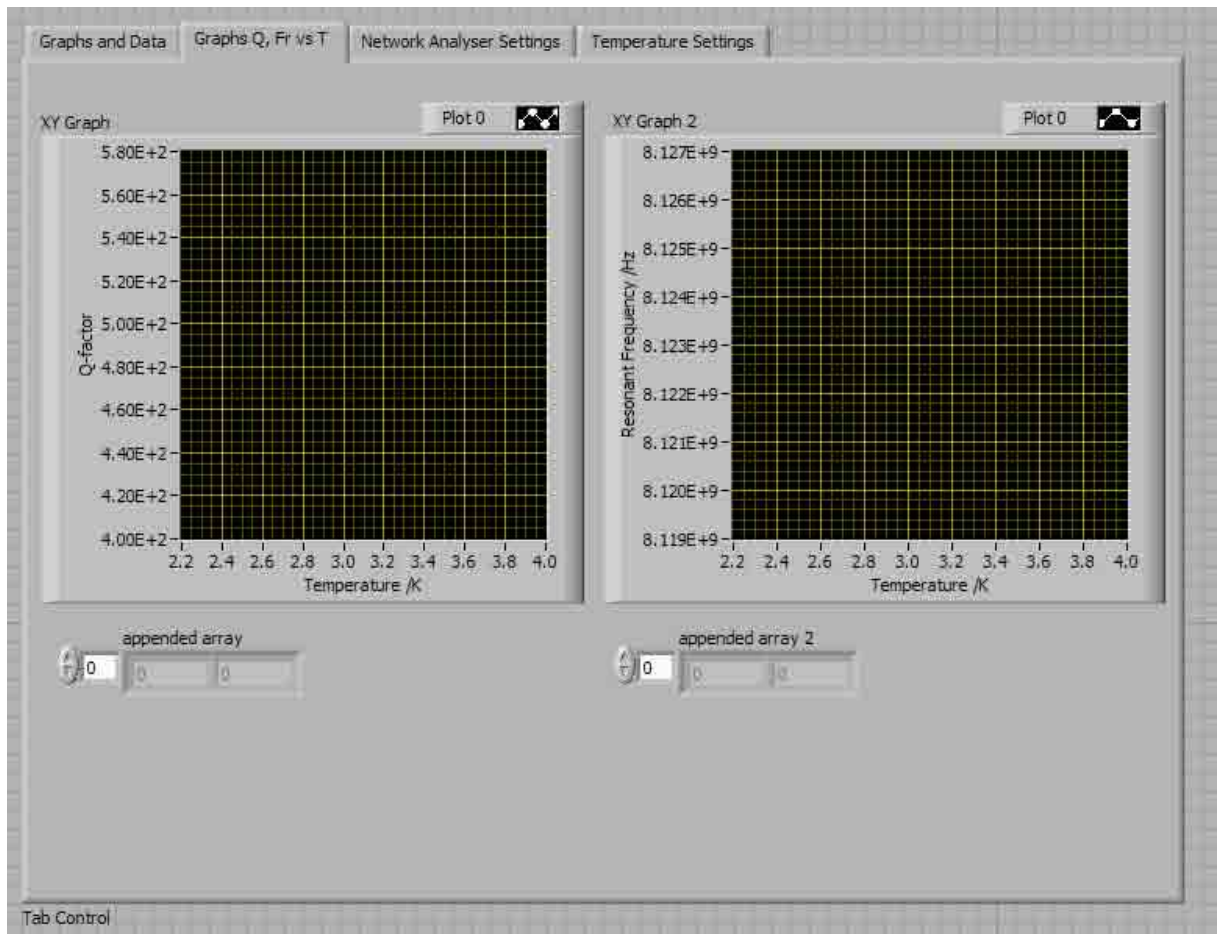 Graphs and Data
Graphs Q, Fr vs T
Network Analyser Settings
Temperature Settings
XY Graph
Plot 0
5.80E+2
5.60E+2
5.40E+2
5.20E+2
5.00E+2
4.80E+2
4.60E+2
4.40E+2
4.20E+2
4.00E+2
Q-factor
2.2 2.4 2.6 2.8 3.0 3.2 3.4 3.6 3.8 4.0
Temperature /K
XY Graph 2
Plot 0
8.127E+9
8.126E+9
8.125E+9
8.124E+9
8.123E+9
8.122E+9
8.121E+9
8.120E+9
8.119E+9
Resonant Frequency /Hz
2.2 2.4 2.6 2.8 3.0 3.2 3.4 3.6 3.8 4.0
Temperature /K
appended array
0 0 0
appended array 2
0 0 0
Tab Control